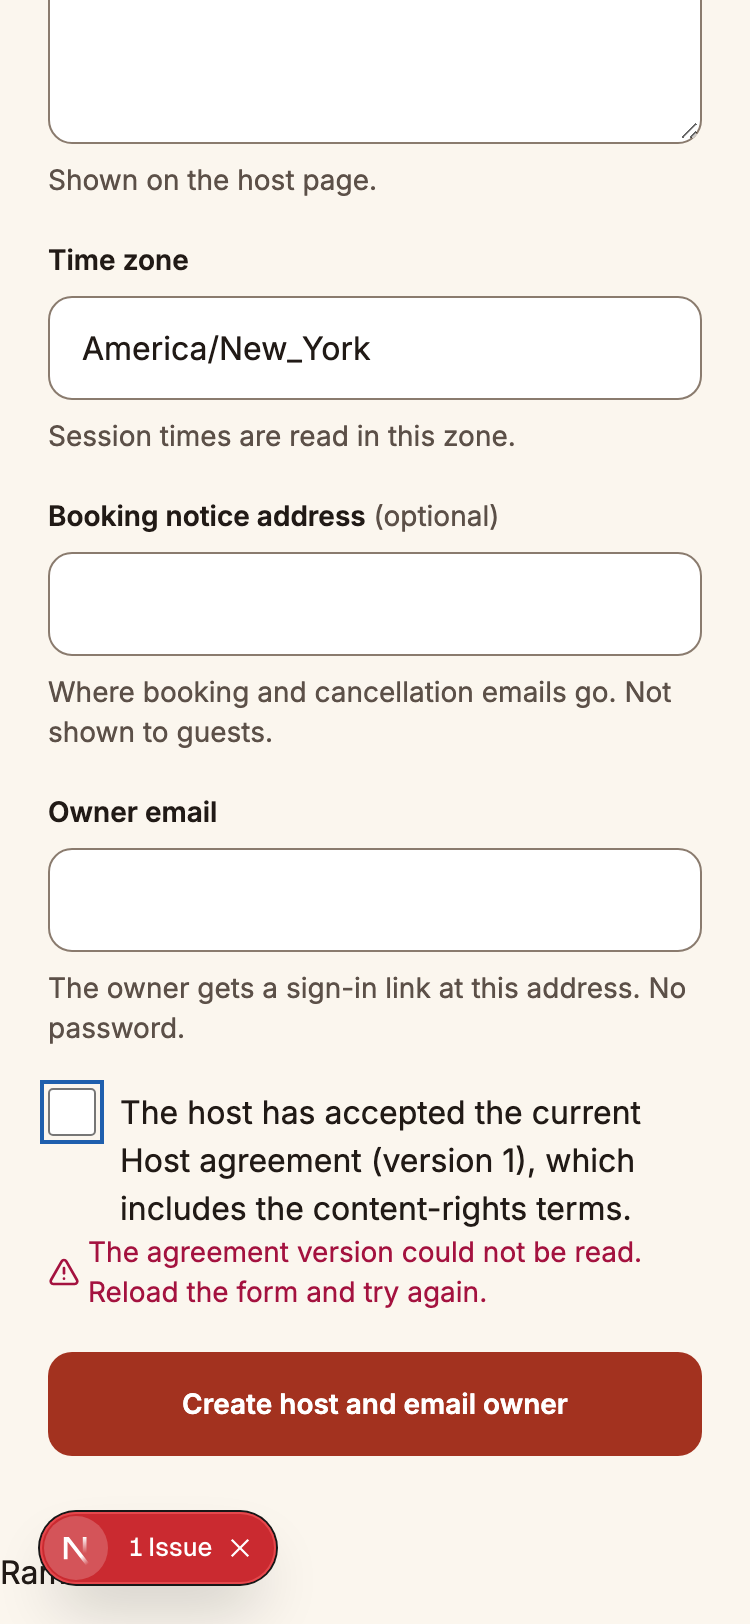 Shown on the host page.
Time zone
America/New_York
Session times are read in this zone.
Booking notice address (optional)
Where booking and cancellation emails go. Not
shown to guests.
Owner email
The owner gets a sign-in link at this address. No
password.
The host has accepted the current
Host agreement (version 1), which
includes the content-rights terms.
The agreement version could not be read.
Reload the form and try again.
Create host and email owner
N 1 Issue